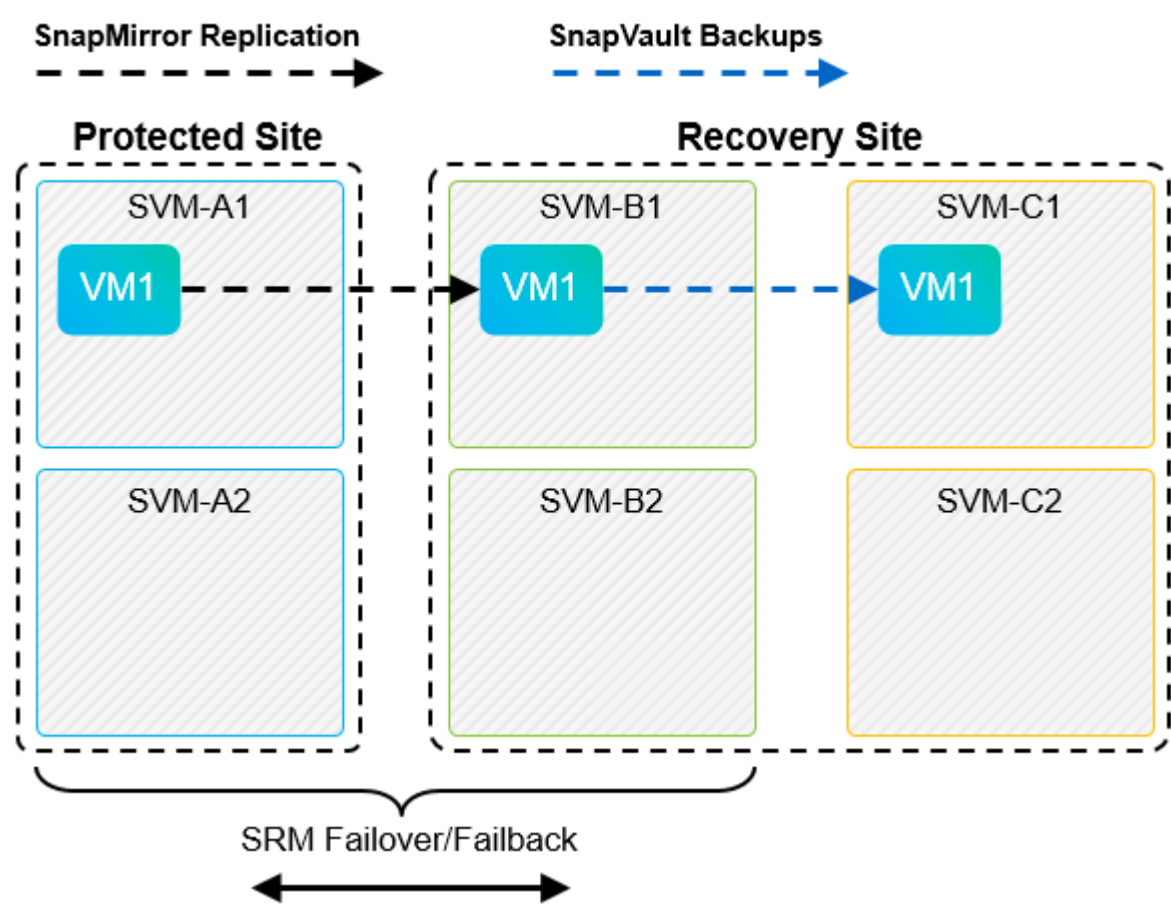 SnapMirror Replication
SnapVault Backups
Protected Site
Recovery Site
SVM-A1
SVM-B1
SVM-C1
VM1
VM1
VM1
SVM-A2
SVM-B2
SVM-C2
SRM Failover/Failback